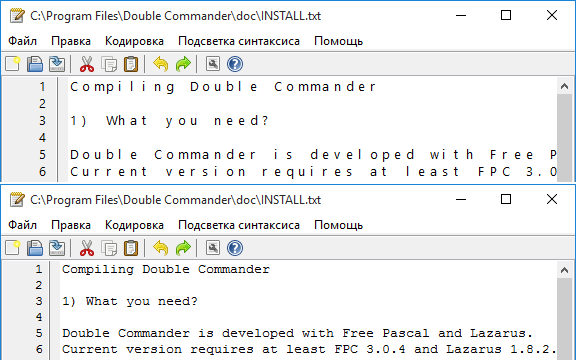 C:\Program Files\Double Commander\doc\INSTALL.txt
Файл Правка Кодировка Подсветка синтаксиса Помощь
1 Compiling Double Commander
2
3 1) What you need?
4
5 Double Commander is developed with Free P
6 Current version requires at least FPC 3.0
C:\Program Files\Double Commander\doc\INSTALL.txt
Файл Правка Кодировка Подсветка синтаксиса Помощь
1 Compiling Double Commander
2
3 1) What you need?
4
5 Double Commander is developed with Free Pascal and Lazarus.
6 Current version requires at least FPC 3.0.4 and Lazarus 1.8.2.